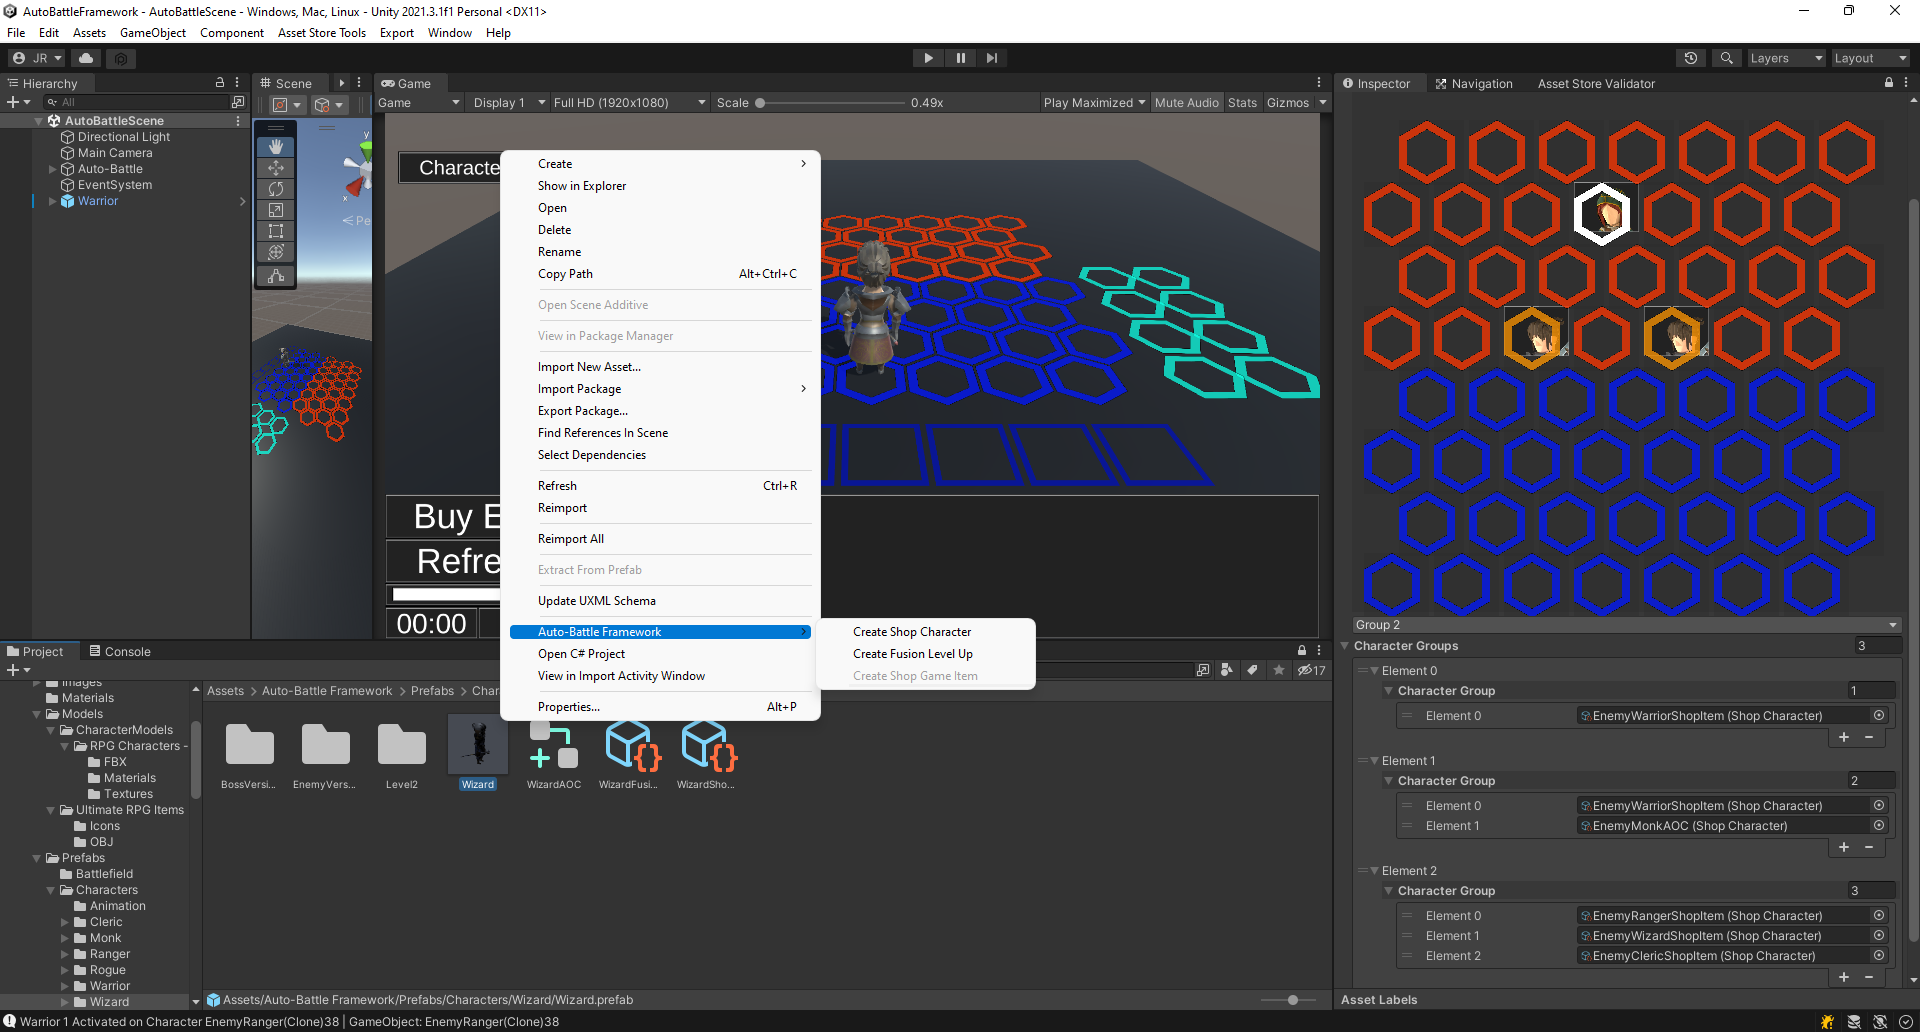 AutoBattleFramework - AutoBattleScene - Windows, Mac, Linux - Unity 2021.3.1f1 Personal <DX11>
File Edit Assets GameObject Component Asset Store Tools Export Window Help
JR
Layers
Layout
Hierarchy
All
AutoBattleScene
Directional Light
Main Camera
Auto-Battle
EventSystem
Warrior
Scene
y
x
Pe
Game
Game
Display 1
Full HD (1920x1080)
Scale
0.49x
Play Maximized
Mute Audio
Stats
Gizmos
Characte
Buy E
Refre
00:00
Create
Show in Explorer
Open
Delete
Rename
Copy Path Alt+Ctrl+C
Open Scene Additive
View in Package Manager
Import New Asset...
Import Package
Export Package...
Find References In Scene
Select Dependencies
Refresh Ctrl+R
Reimport
Reimport All
Extract From Prefab
Update UXML Schema
Auto-Battle Framework
Open C# Project
View in Import Activity Window
Properties... Alt+P
Create Shop Character
Create Fusion Level Up
Create Shop Game Item
Inspector
Navigation
Asset Store Validator
Group 2
Character Groups 3
Element 0
Character Group 1
Element 0 EnemyWarriorShopItem (Shop Character)
Element 1
Character Group 2
Element 0 EnemyWarriorShopItem (Shop Character)
Element 1 EnemyMonkAOC (Shop Character)
Element 2
Character Group 3
Element 0 EnemyRangerShopItem (Shop Character)
Element 1 EnemyWizardShopItem (Shop Character)
Element 2 EnemyClericShopItem (Shop Character)
Asset Labels
Project
Console
17
Images
Materials
Models
CharacterModels
RPG Characters -
FBX
Materials
Textures
Ultimate RPG Items
Icons
OBJ
Prefabs
Battlefield
Characters
Animation
Cleric
Monk
Ranger
Rogue
Warrior
Wizard
Assets > Auto-Battle Framework > Prefabs > Char
BossVersi...
EnemyVers...
Level2
Wizard
WizardAOC
WizardFusi...
WizardSho...
Assets/Auto-Battle Framework/Prefabs/Characters/Wizard/Wizard.prefab
Warrior 1 Activated on Character EnemyRanger(Clone)38 | GameObject: EnemyRanger(Clone)38